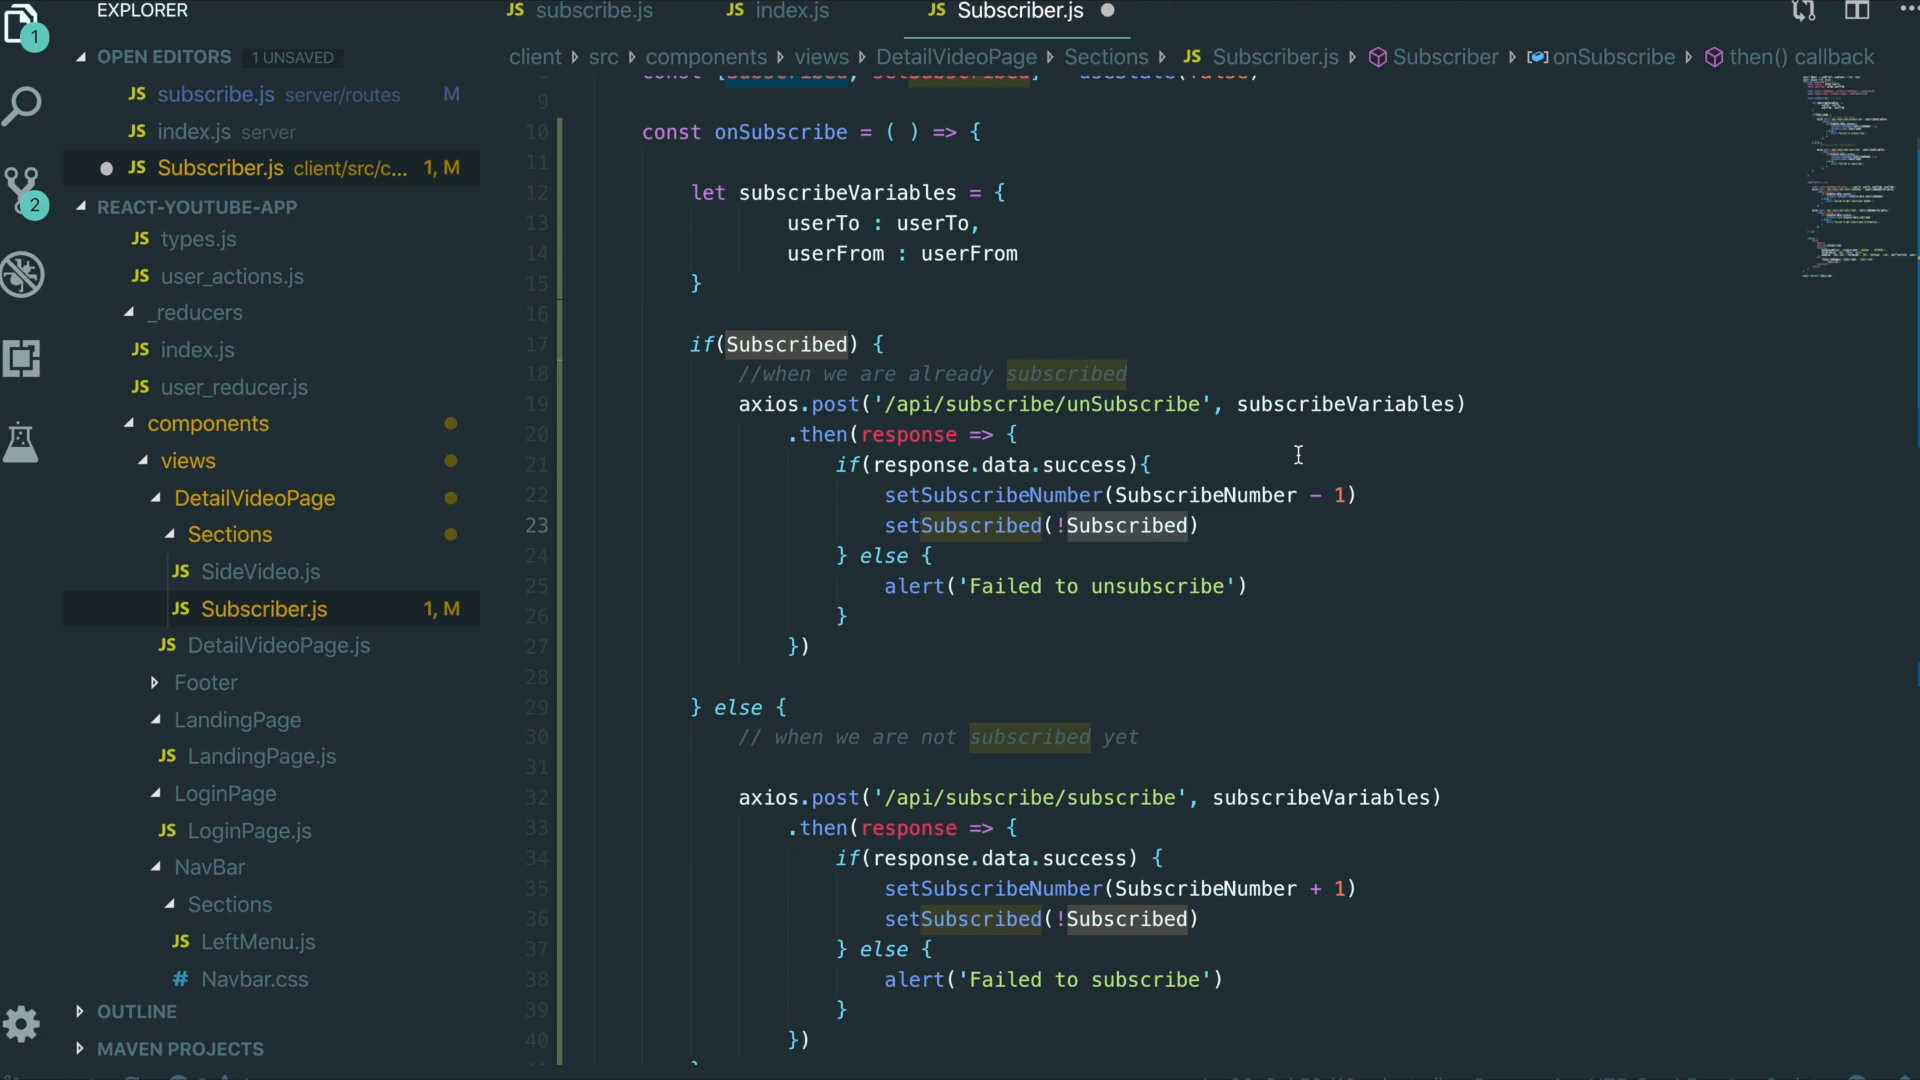 EXPLORER
JS subscribe.js
JS index.js
JS Subscriber.js
1
OPEN EDITORS 1 UNSAVED
JS subscribe.js server/routes M
JS index.js server
JS Subscriber.js client/src/c... 1, M
2
REACT-YOUTUBE-APP
JS types.js
JS user_actions.js
_reducers
JS index.js
JS user_reducer.js
components
views
DetailVideoPage
Sections
JS SideVideo.js
JS Subscriber.js 1, M
JS DetailVideoPage.js
Footer
LandingPage
JS LandingPage.js
LoginPage
JS LoginPage.js
NavBar
Sections
JS LeftMenu.js
# Navbar.css
OUTLINE
MAVEN PROJECTS
client src components views DetailVideoPage Sections JS Subscriber.js Subscriber onSubscribe then() callback
9
10 const onSubscribe = ( ) => {
11
12 let subscribeVariables = {
13 userTo : userTo,
14 userFrom : userFrom
15 }
16
17 if(Subscribed) {
18 //when we are already subscribed
19 axios.post('/api/subscribe/unSubscribe', subscribeVariables)
20 .then(response => {
21 if(response.data.success){
22 setSubscribeNumber(SubscribeNumber - 1)
23 setSubscribed(!Subscribed)
24 } else {
25 alert('Failed to unsubscribe')
26 }
27 })
28
29 } else {
30 // when we are not subscribed yet
31
32 axios.post('/api/subscribe/subscribe', subscribeVariables)
33 .then(response => {
34 if(response.data.success) {
35 setSubscribeNumber(SubscribeNumber + 1)
36 setSubscribed(!Subscribed)
37 } else {
38 alert('Failed to subscribe')
39 }
40 })